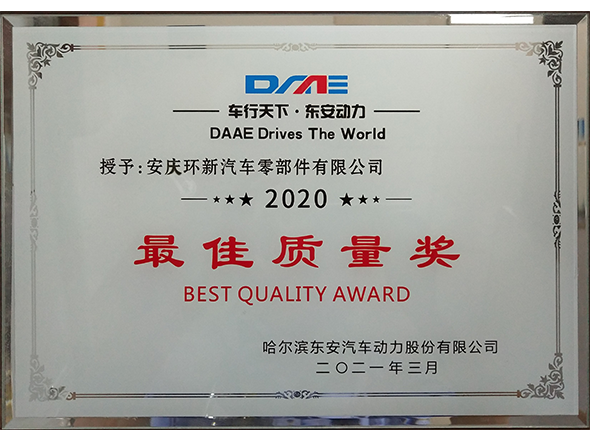 DAAE
车行天下·东安动力
DAAE Drives The World
授予:安庆环新汽车零部件有限公司
★★★ 2020 ★★★
最佳质量奖
BEST QUALITY AWARD
哈尔滨东安汽车动力股份有限公司
二〇二一年三月